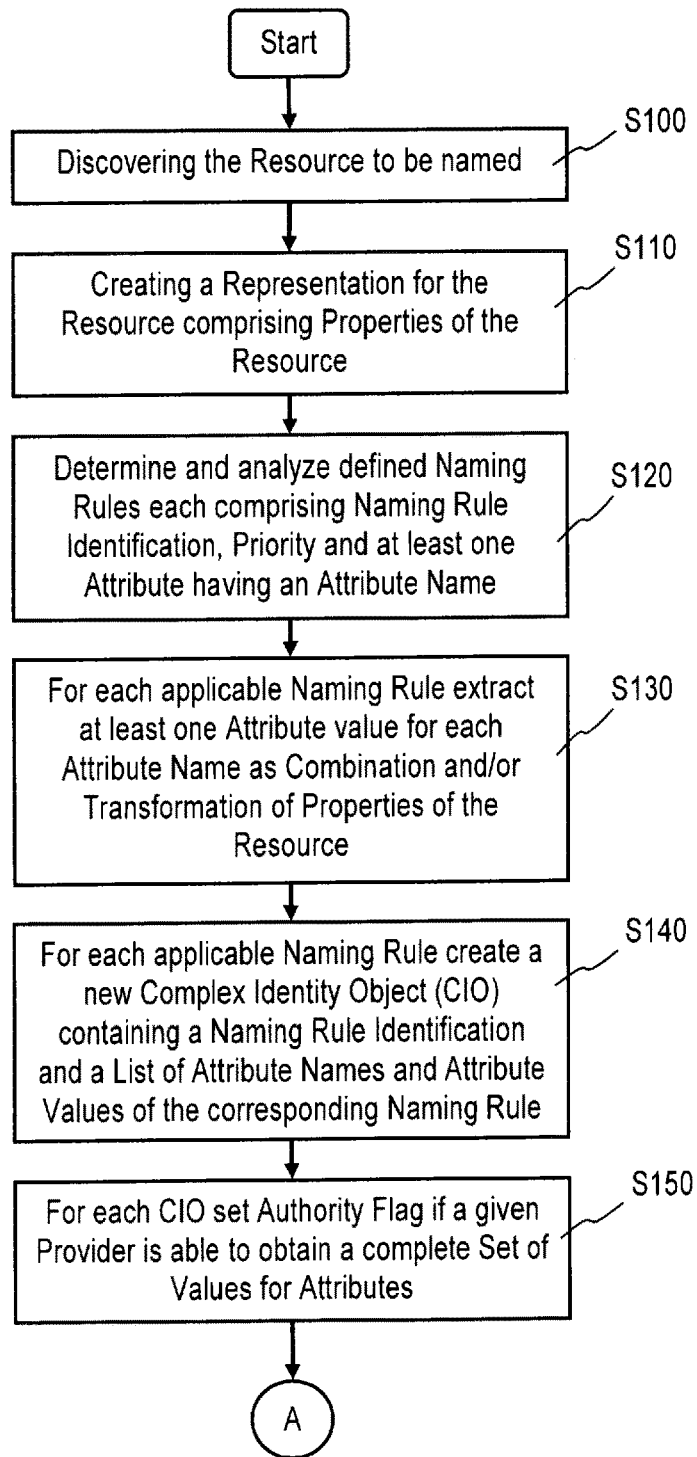 Start
S100
Discovering the Resource to be named
S110
Creating a Representation for the
Resource comprising Properties of the
Resource
S120
Determine and analyze defined Naming
Rules each comprising Naming Rule
Identification, Priority and at least one
Attribute having an Attribute Name
S130
For each applicable Naming Rule extract
at least one Attribute value for each
Attribute Name as Combination and/or
Transformation of Properties of the
Resource
S140
For each applicable Naming Rule create a
new Complex Identity Object (CIO)
containing a Naming Rule Identification
and a List of Attribute Names and Attribute
Values of the corresponding Naming Rule
S150
For each CIO set Authority Flag if a given
Provider is able to obtain a complete Set of
Values for Attributes
A